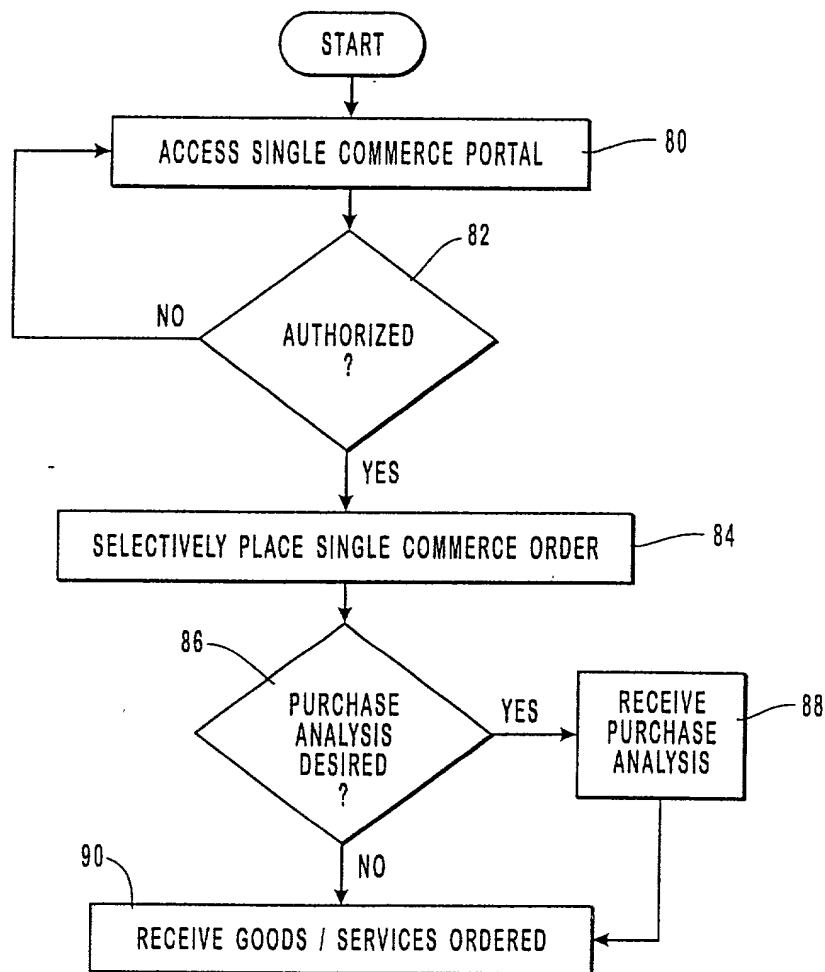 START
ACCESS SINGLE COMMERCE PORTAL
80
82
NO
AUTHORIZED
?
YES
SELECTIVELY PLACE SINGLE COMMERCE ORDER
84
86
PURCHASE
ANALYSIS
DESIRED
?
YES
RECEIVE
PURCHASE
ANALYSIS
88
NO
90
RECEIVE GOODS / SERVICES ORDERED